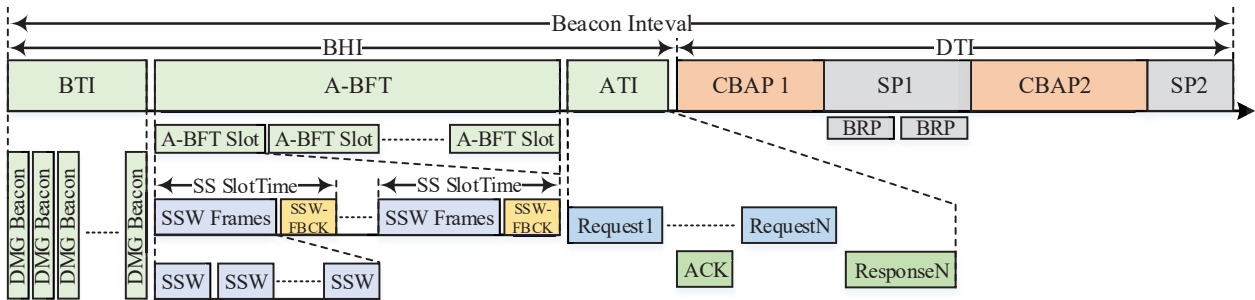 Beacon Inteval
BHI
DTI
BTI
A-BFT
ATI
CBAP 1
SP1
CBAP2
SP2
A-BFT Slot
A-BFT Slot
A-BFT Slot
BRP
BRP
DMG Beacon
DMG Beacon
DMG Beacon
DMG Beacon
SS SlotTime
SS SlotTime
SSW Frames
SSW-
FBCK
SSW Frames
SSW-
FBCK
Request1
RequestN
SSW
SSW
SSW
ACK
ResponseN